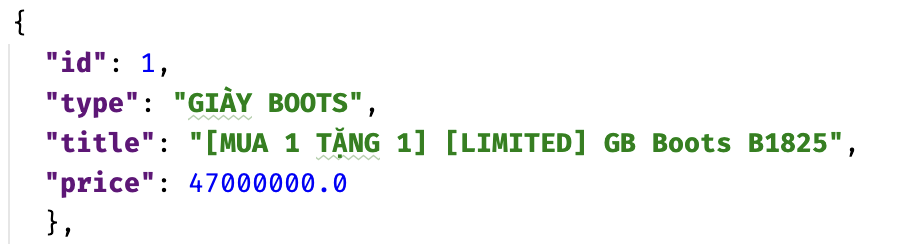 {
"id": 1,
"type": "GIÀY BOOTS",
"title": "[MUA 1 TẶNG 1] [LIMITED] GB Boots B1825",
"price": 47000000.0
},